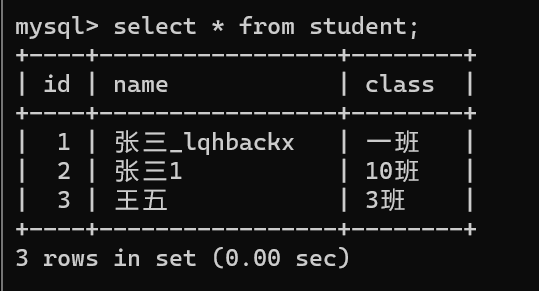 mysql> select * from student;
+----+-----------------+--------+
| id | name            | class  |
+----+-----------------+--------+
|  1 | 张三_lqhbackx   | 一班   |
|  2 | 张三1           | 10班   |
|  3 | 王五            | 3班    |
+----+-----------------+--------+
3 rows in set (0.00 sec)